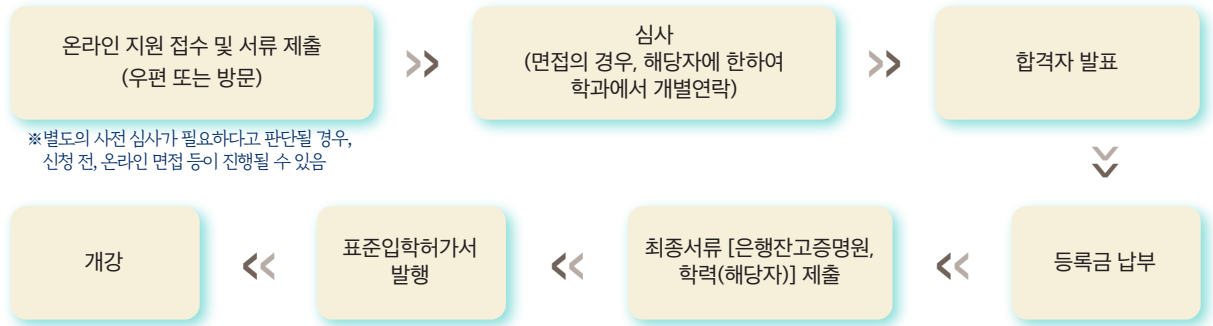 온라인 지원 접수 및 서류 제출
(우편 또는 방문)
※별도의 사전 심사가 필요하다고 판단될 경우,
신청 전, 온라인 면접 등이 진행될 수 있음
심사
(면접의 경우, 해당자에 한하여
학과에서 개별연락)
합격자 발표
등록금 납부
최종서류 [은행잔고증명원,
학력(해당자)] 제출
표준입학허가서
발행
개강